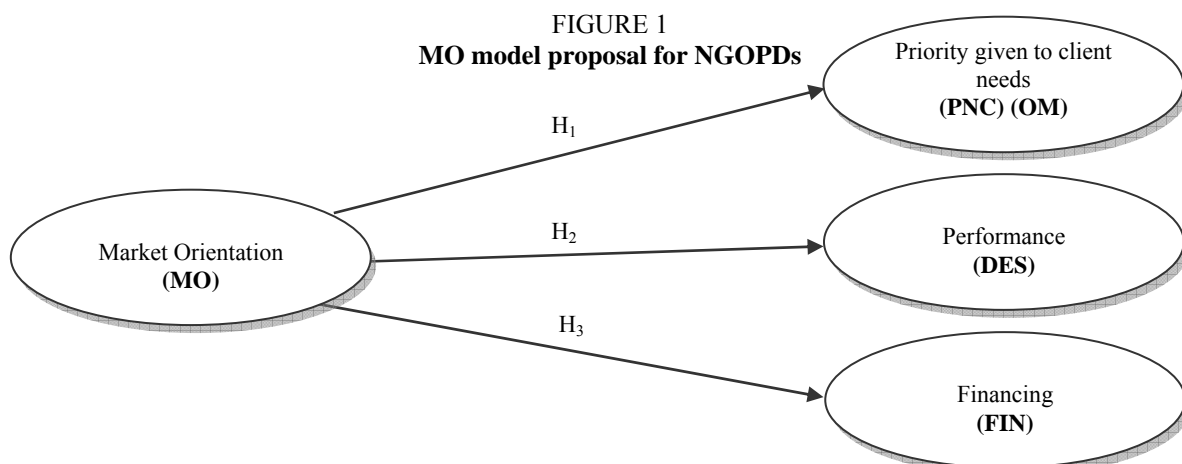 FIGURE 1
MO model proposal for NGOPDs
Priority given to client
needs
(PNC) (OM)
H₁
Market Orientation
(MO)
H₂
Performance
(DES)
H₃
Financing
(FIN)